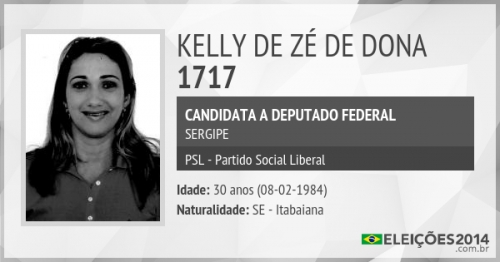 KELLY DE ZÉ DE DONA
1717
CANDIDATA A DEPUTADO FEDERAL
SERGIPE
PSL - Partido Social Liberal
Idade: 30 anos (08-02-1984)
Naturalidade: SE - Itabaiana
ELEIÇÕES2014
.com.br